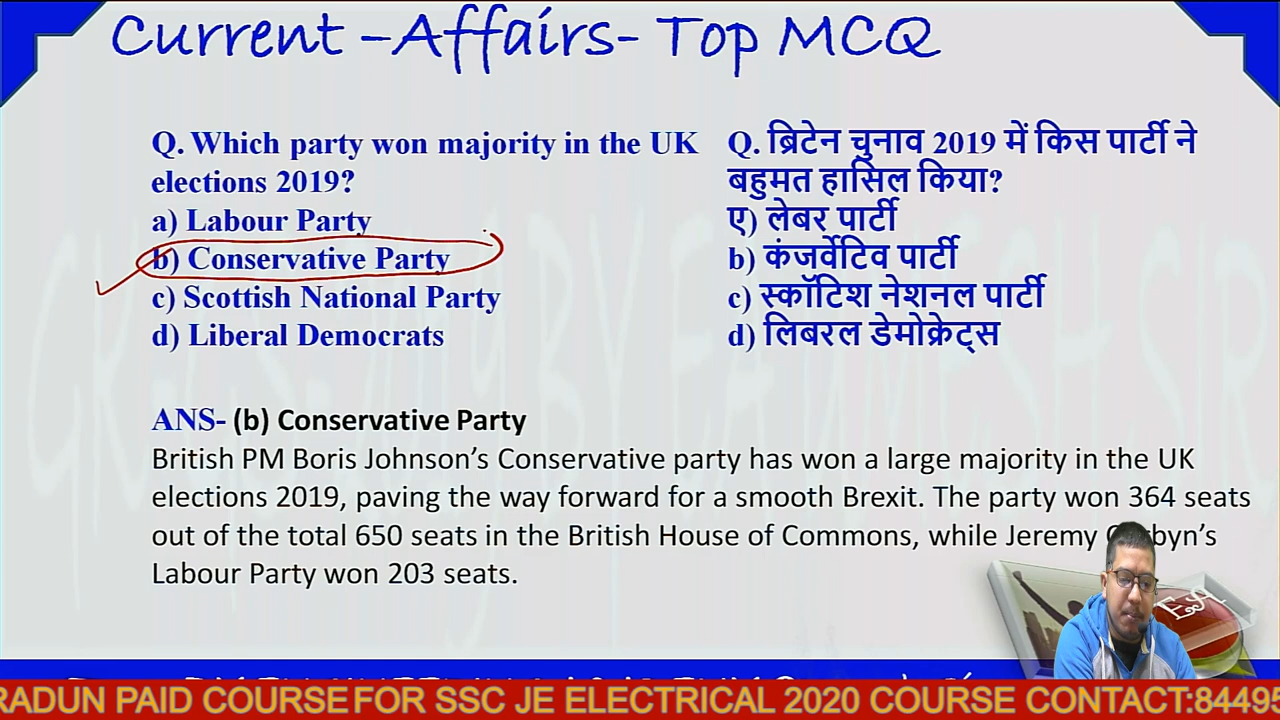 Current -Affairs- Top MCQ
Q. Which party won majority in the UK
elections 2019?
a) Labour Party
b) Conservative Party
c) Scottish National Party
d) Liberal Democrats
Q. ब्रिटेन चुनाव 2019 में किस पार्टी ने
बहुमत हासिल किया?
ए) लेबर पार्टी
b) कंजर्वेटिव पार्टी
c) स्कॉटिश नेशनल पार्टी
d) लिबरल डेमोक्रेट्स
ANS- (b) Conservative Party
British PM Boris Johnson's Conservative party has won a large majority in the UK
elections 2019, paving the way forward for a smooth Brexit. The party won 364 seats
out of the total 650 seats in the British House of Commons, while Jeremy
Labour Party won 203 seats.
RADUN PAID COURSE FOR SSC JE ELECTRICAL 2020 COURSE CONTACT:84495